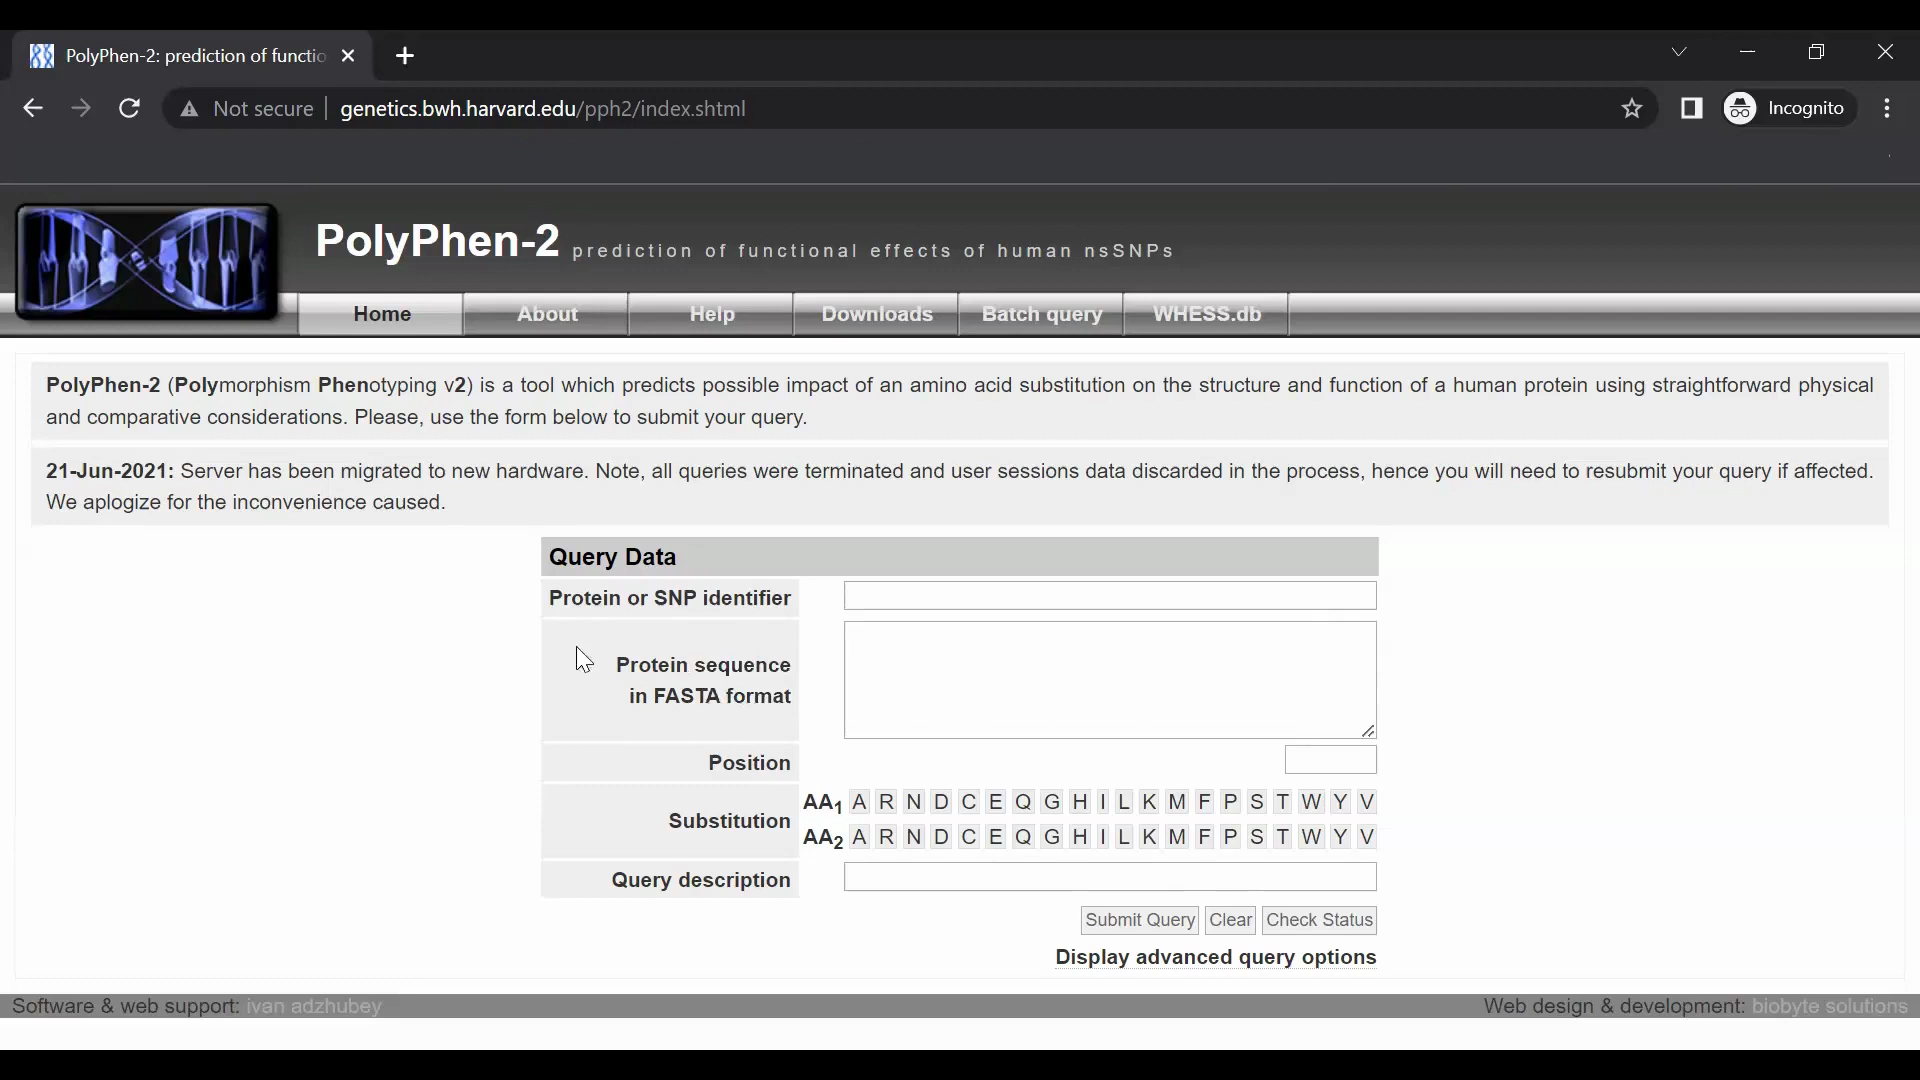 PolyPhen-2: prediction of functio
Not secure genetics.bwh.harvard.edu/pph2/index.shtml Incognito
PolyPhen-2 prediction of functional effects of human nsSNPs
Home About Help Downloads Batch query WHESS.db
PolyPhen-2 (Polymorphism Phenotyping v2) is a tool which predicts possible impact of an amino acid substitution on the structure and function of a human protein using straightforward physical
and comparative considerations. Please, use the form below to submit your query.
21-Jun-2021: Server has been migrated to new hardware. Note, all queries were terminated and user sessions data discarded in the process, hence you will need to resubmit your query if affected.
We aplogize for the inconvenience caused.
Query Data
Protein or SNP identifier
Protein sequence
in FASTA format
Position
Substitution
AA1 A R N D C E Q G H I L K M F P S T W Y V
AA2 A R N D C E Q G H I L K M F P S T W Y V
Query description
Submit Query Clear Check Status
Display advanced query options
Software & web support: ivan adzhubey Web design & development: biobyte solutions